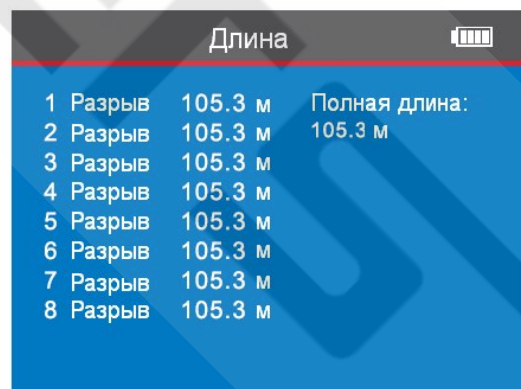 Длина
1 Разрыв 105.3 м Полная длина:
2 Разрыв 105.3 м 105.3 м
3 Разрыв 105.3 м
4 Разрыв 105.3 м
5 Разрыв 105.3 м
6 Разрыв 105.3 м
7 Разрыв 105.3 м
8 Разрыв 105.3 м